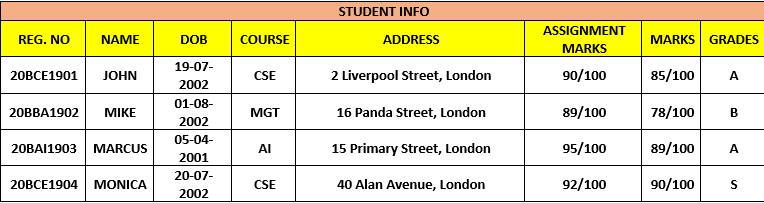 STUDENT INFO
REG. NO NAME DOB COURSE ADDRESS ASSIGNMENT MARKS MARKS GRADES
20BCE1901 JOHN 19-07-2002 CSE 2 Liverpool Street, London 90/100 85/100 A
20BBA1902 MIKE 01-08-2002 MGT 16 Panda Street, London 89/100 78/100 B
20BAI1903 MARCUS 05-04-2001 AI 15 Primary Street, London 95/100 89/100 A
20BCE1904 MONICA 20-07-2002 CSE 40 Alan Avenue, London 92/100 90/100 S